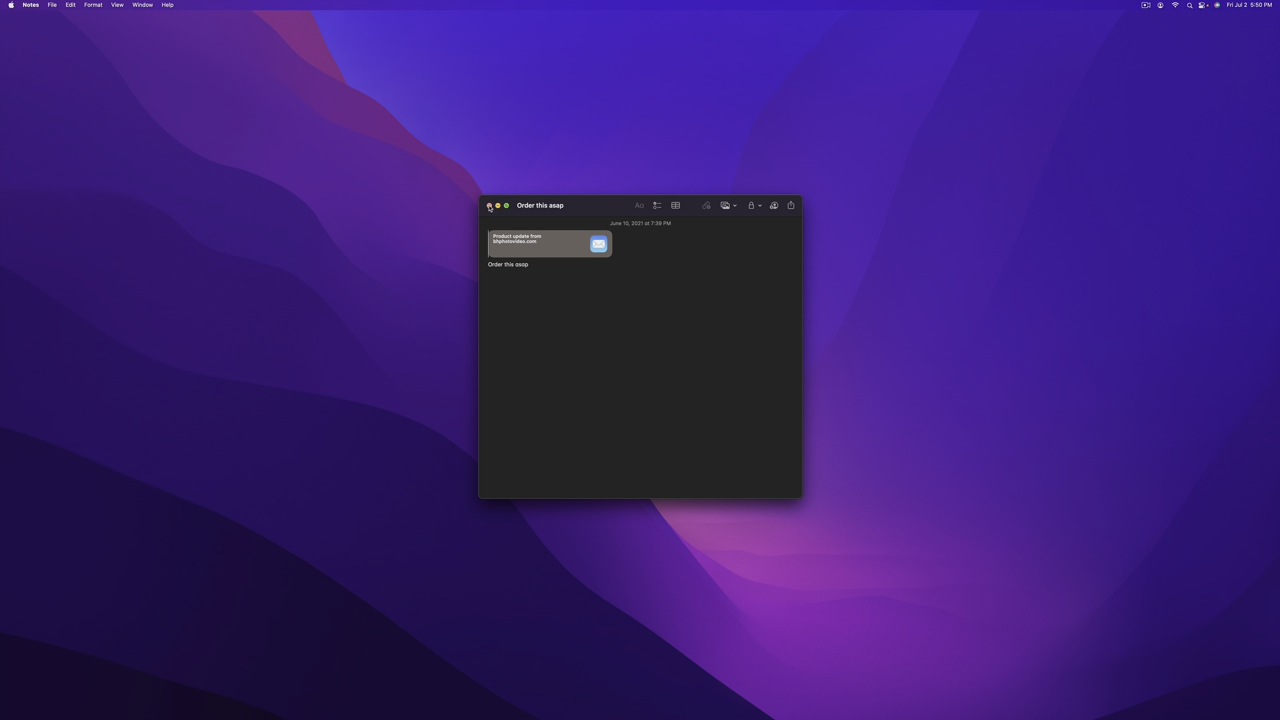 Notes File Edit Format View Window Help
Fri Jul 2 5:50 PM
Order this asap
Aa
June 10, 2021 at 7:39 PM
Product update from
bhphotovideo.com
Order this asap